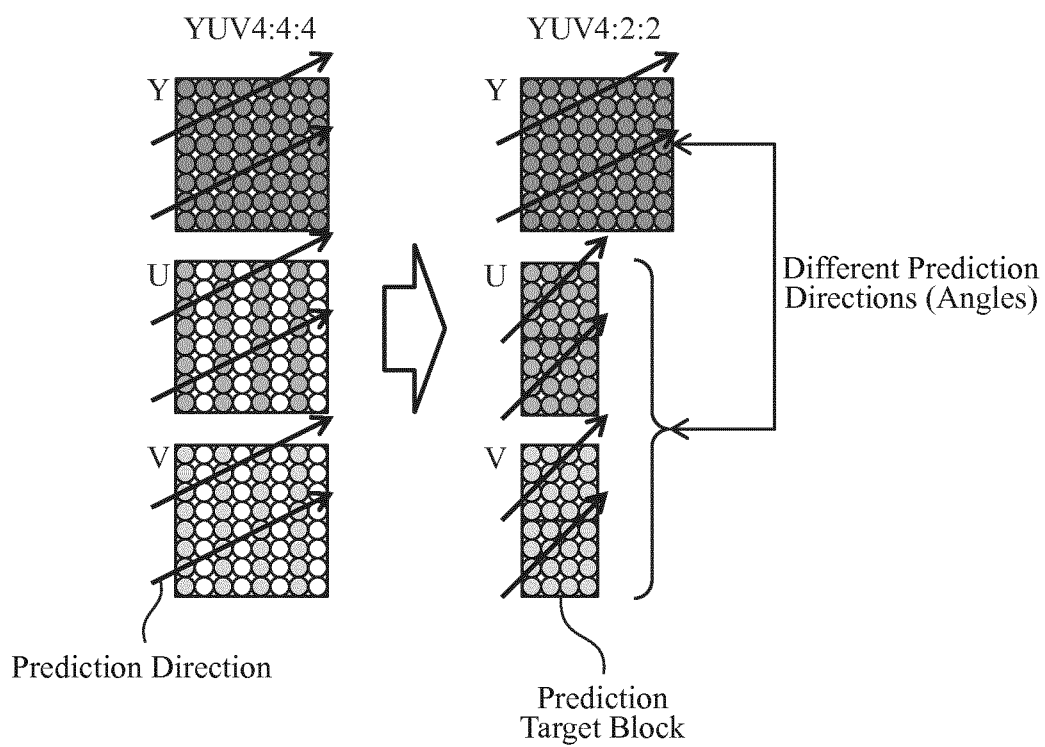 YUV4:4:4
YUV4:2:2
Y
Y
U
U
Different Prediction
Directions (Angles)
V
V
Prediction Direction
Prediction
Target Block